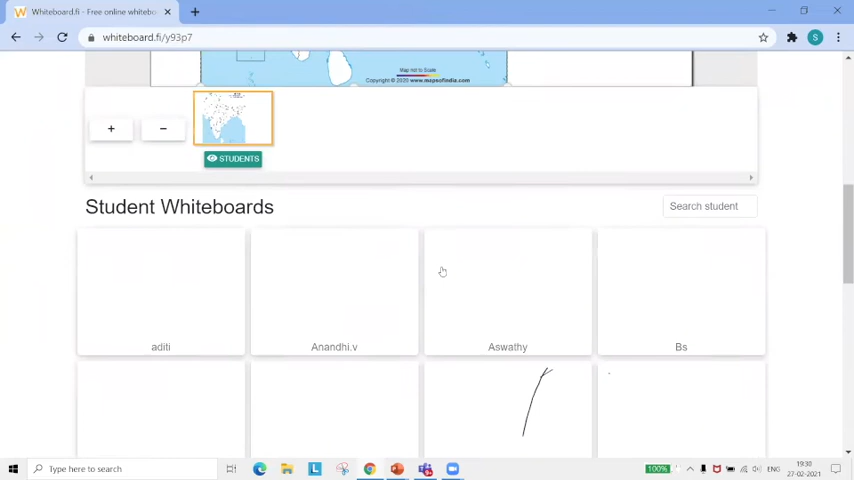 Whiteboard.fi - Free online whitebo
whiteboard.fi/y93p7
S
Map not to Scale
Copyright © 2020 www.mapsofindia.com
+
−
STUDENTS
Student Whiteboards
Search student
aditi
Anandhi.v
Aswathy
Bs
Type here to search
100%
ENG
19:30
27-02-2021